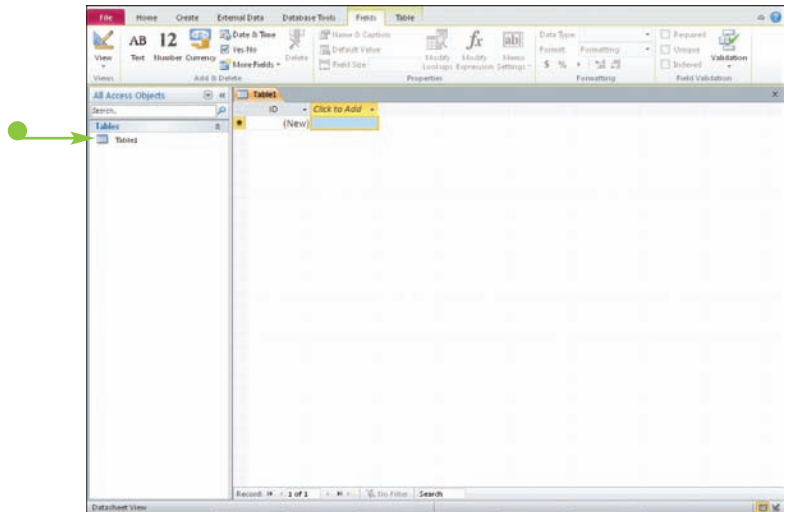 File Home Create External Data Database Tools Fields Table
View
AB Text
12 Number
Currency
Date & Time
Yes/No
More Fields
Delete
Name & Caption
Default Value
Field Size
Modify Lookups
Modify Expression
Memo Settings
Data Type:
Format: Formatting
$ %
Required
Unique
Indexed
Validation
Views Add & Delete Properties Formatting Field Validation
All Access Objects
Search..
Tables
Table1
Table1
ID Click to Add
(New)
Record: 1 of 1 No Filter Search
Datasheet View